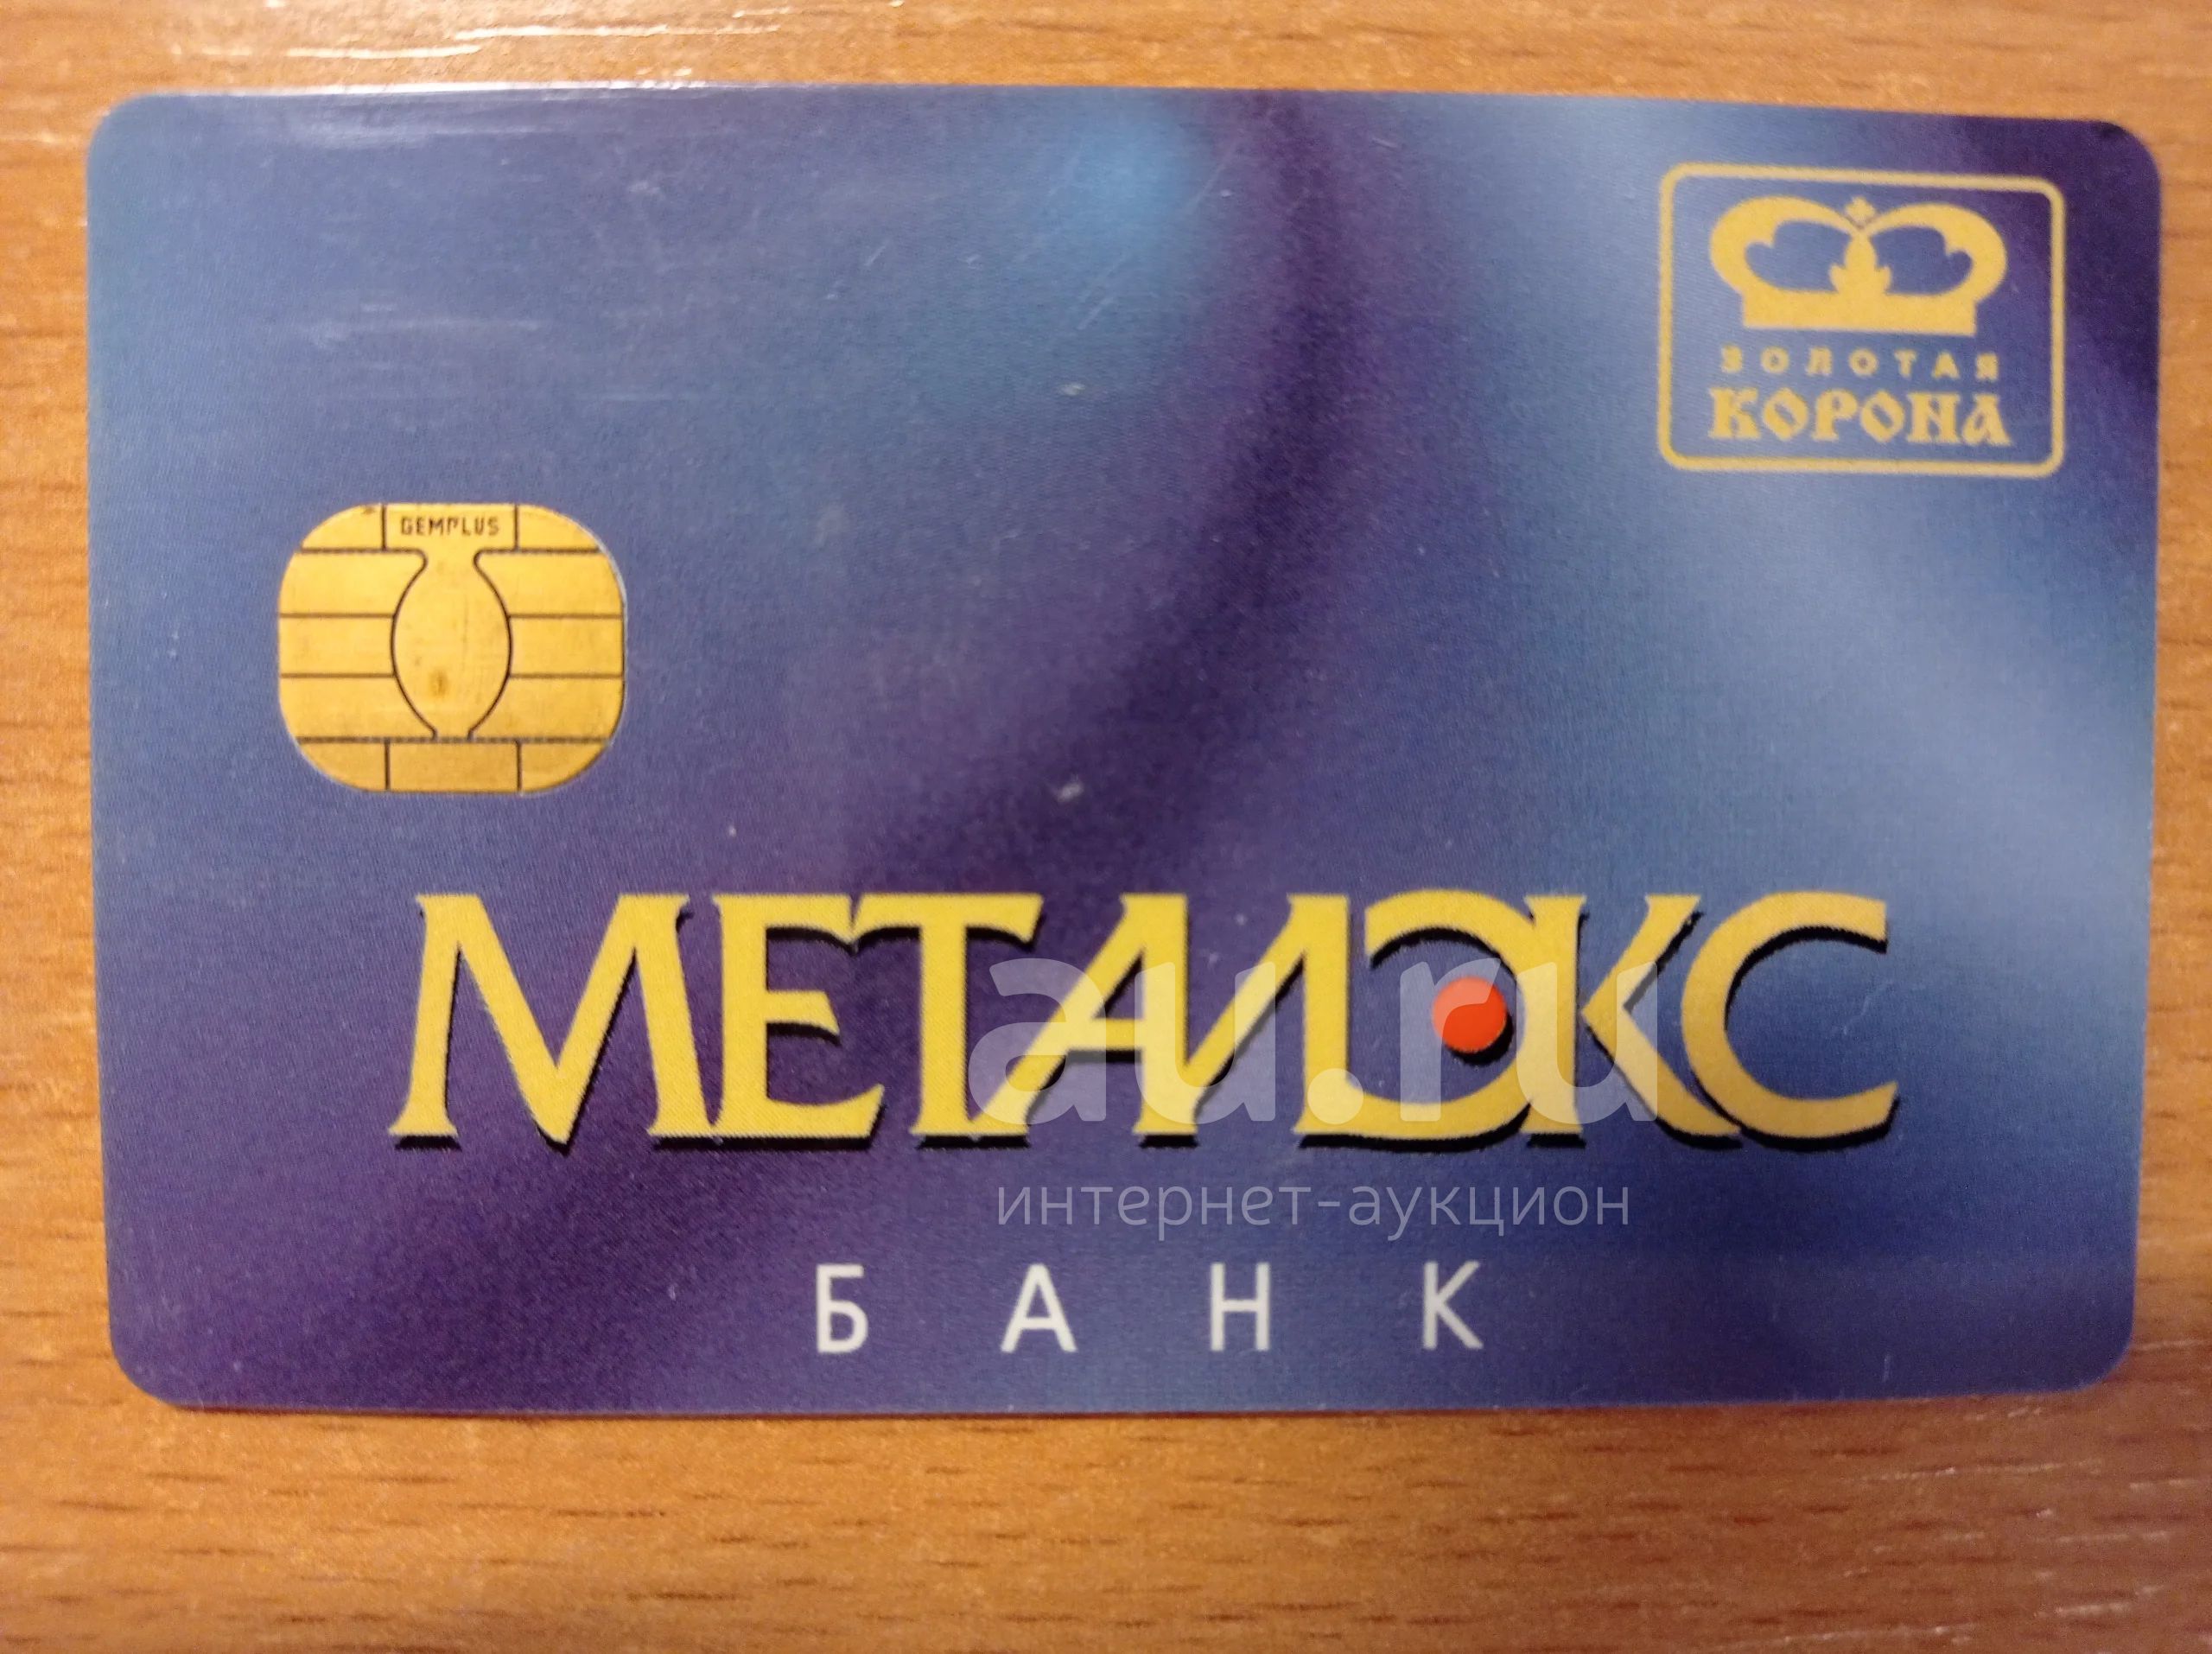 ЗОЛОТАЯ
КОРОНА
GEMPLUS
МЕТАЛЭКС
au.ru
интернет-аукцион
БАНК